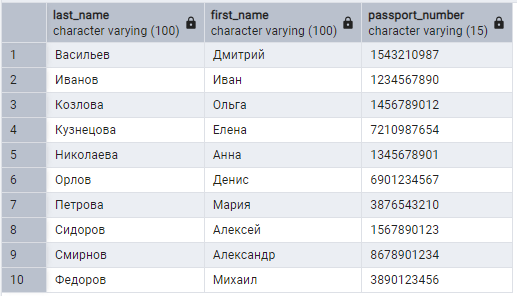 last_name first_name passport_number
character varying (100) character varying (100) character varying (15)
1 Васильев Дмитрий 1543210987
2 Иванов Иван 1234567890
3 Козлова Ольга 1456789012
4 Кузнецова Елена 7210987654
5 Николаева Анна 1345678901
6 Орлов Денис 6901234567
7 Петрова Мария 3876543210
8 Сидоров Алексей 1567890123
9 Смирнов Александр 8678901234
10 Федоров Михаил 3890123456